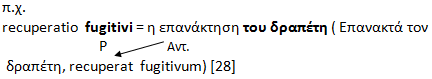 π.χ.
recuperatio fugitivi = η επανάκτηση του δραπέτη ( Επανακτά τον
P Αντ.
δραπέτη, recuperat fugitivum) [28]